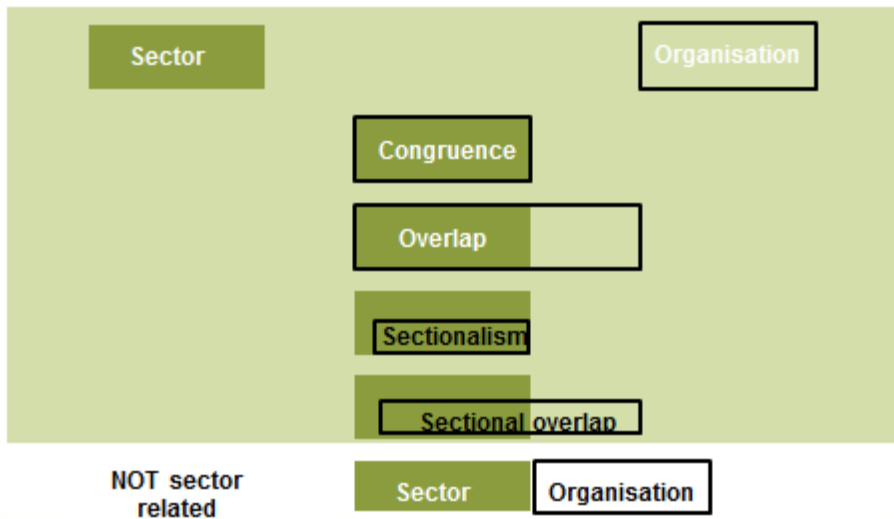 Sector
Organisation
Congruence
Overlap
Sectionalism
Sectional overlap
NOT sector
related
Sector
Organisation